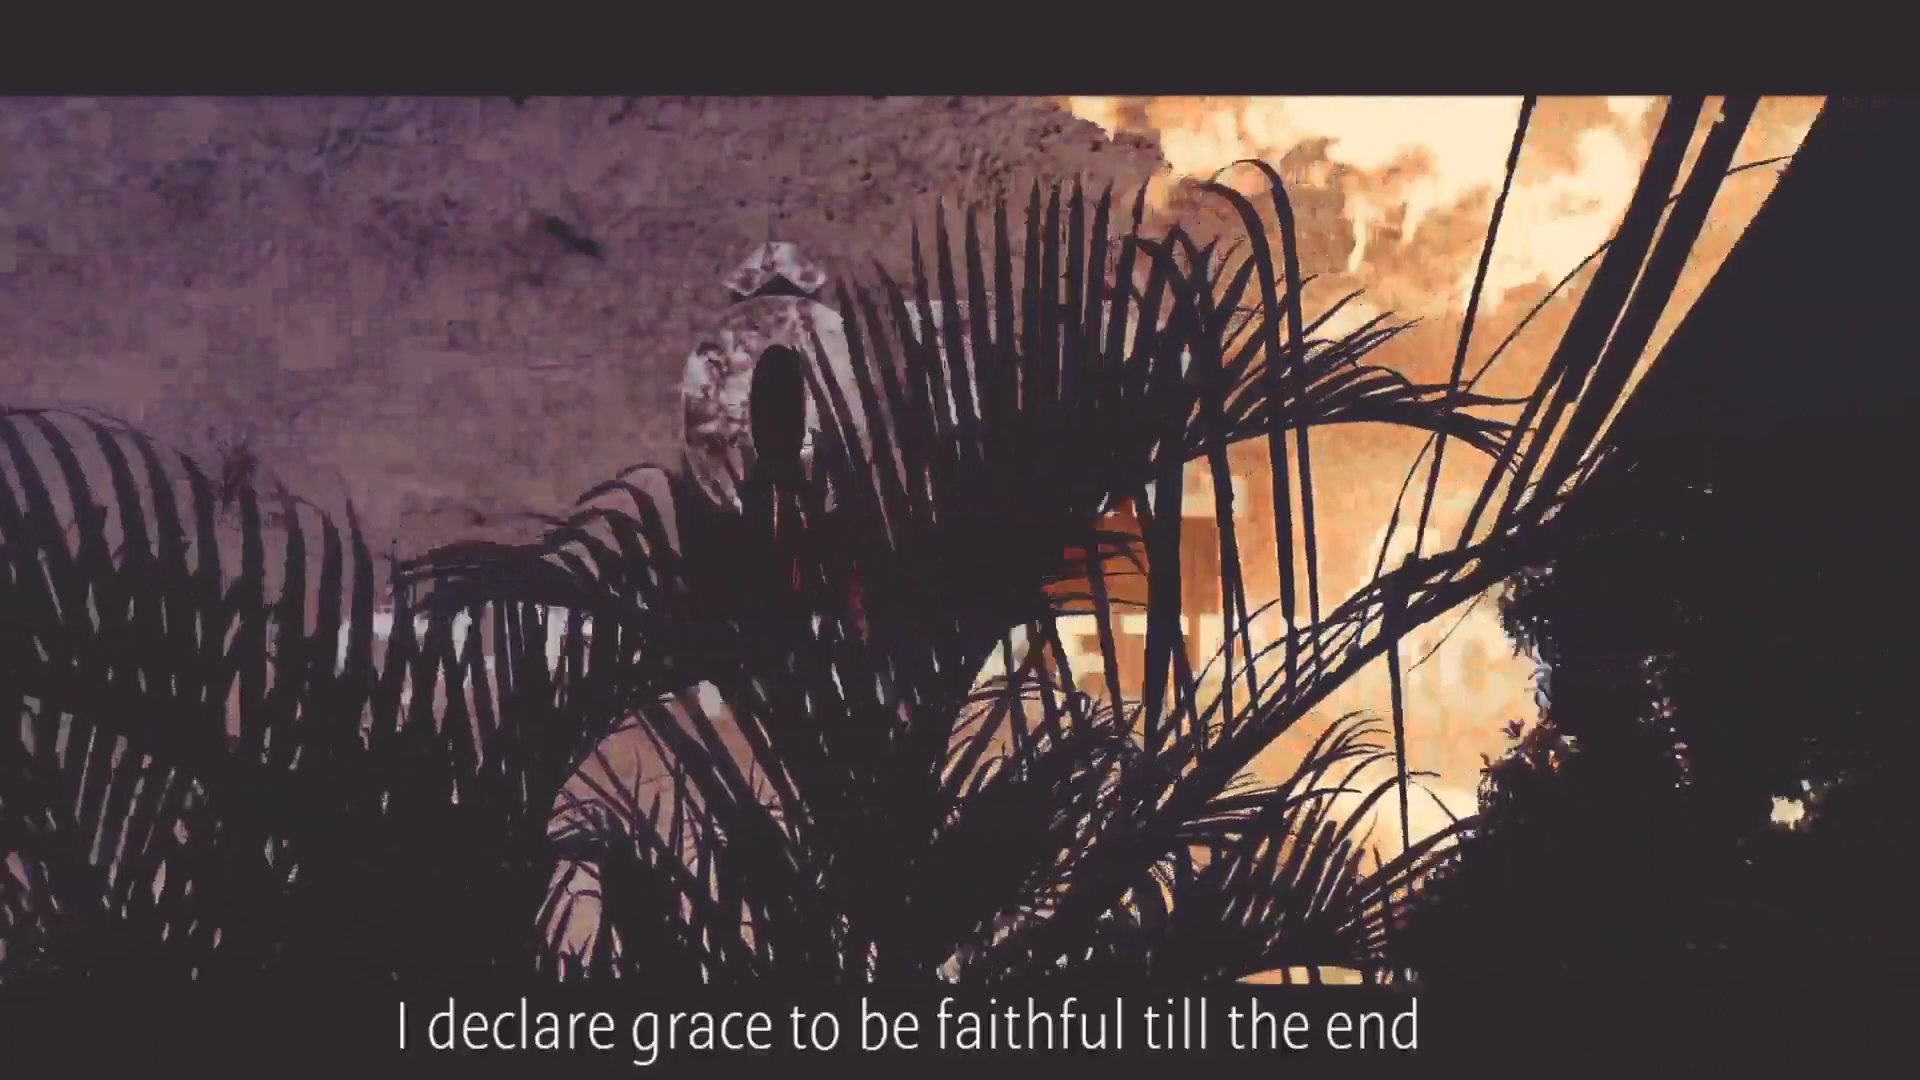 I declare grace to be faithful till the end